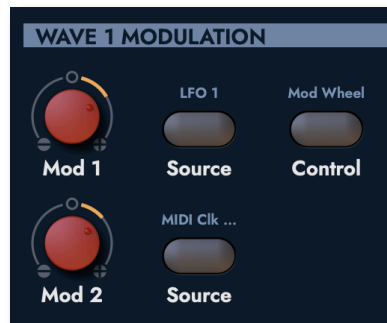 WAVE 1 MODULATION
LFO 1
Mod Wheel
Mod 1
Source
Control
MIDI Clk ...
Mod 2
Source